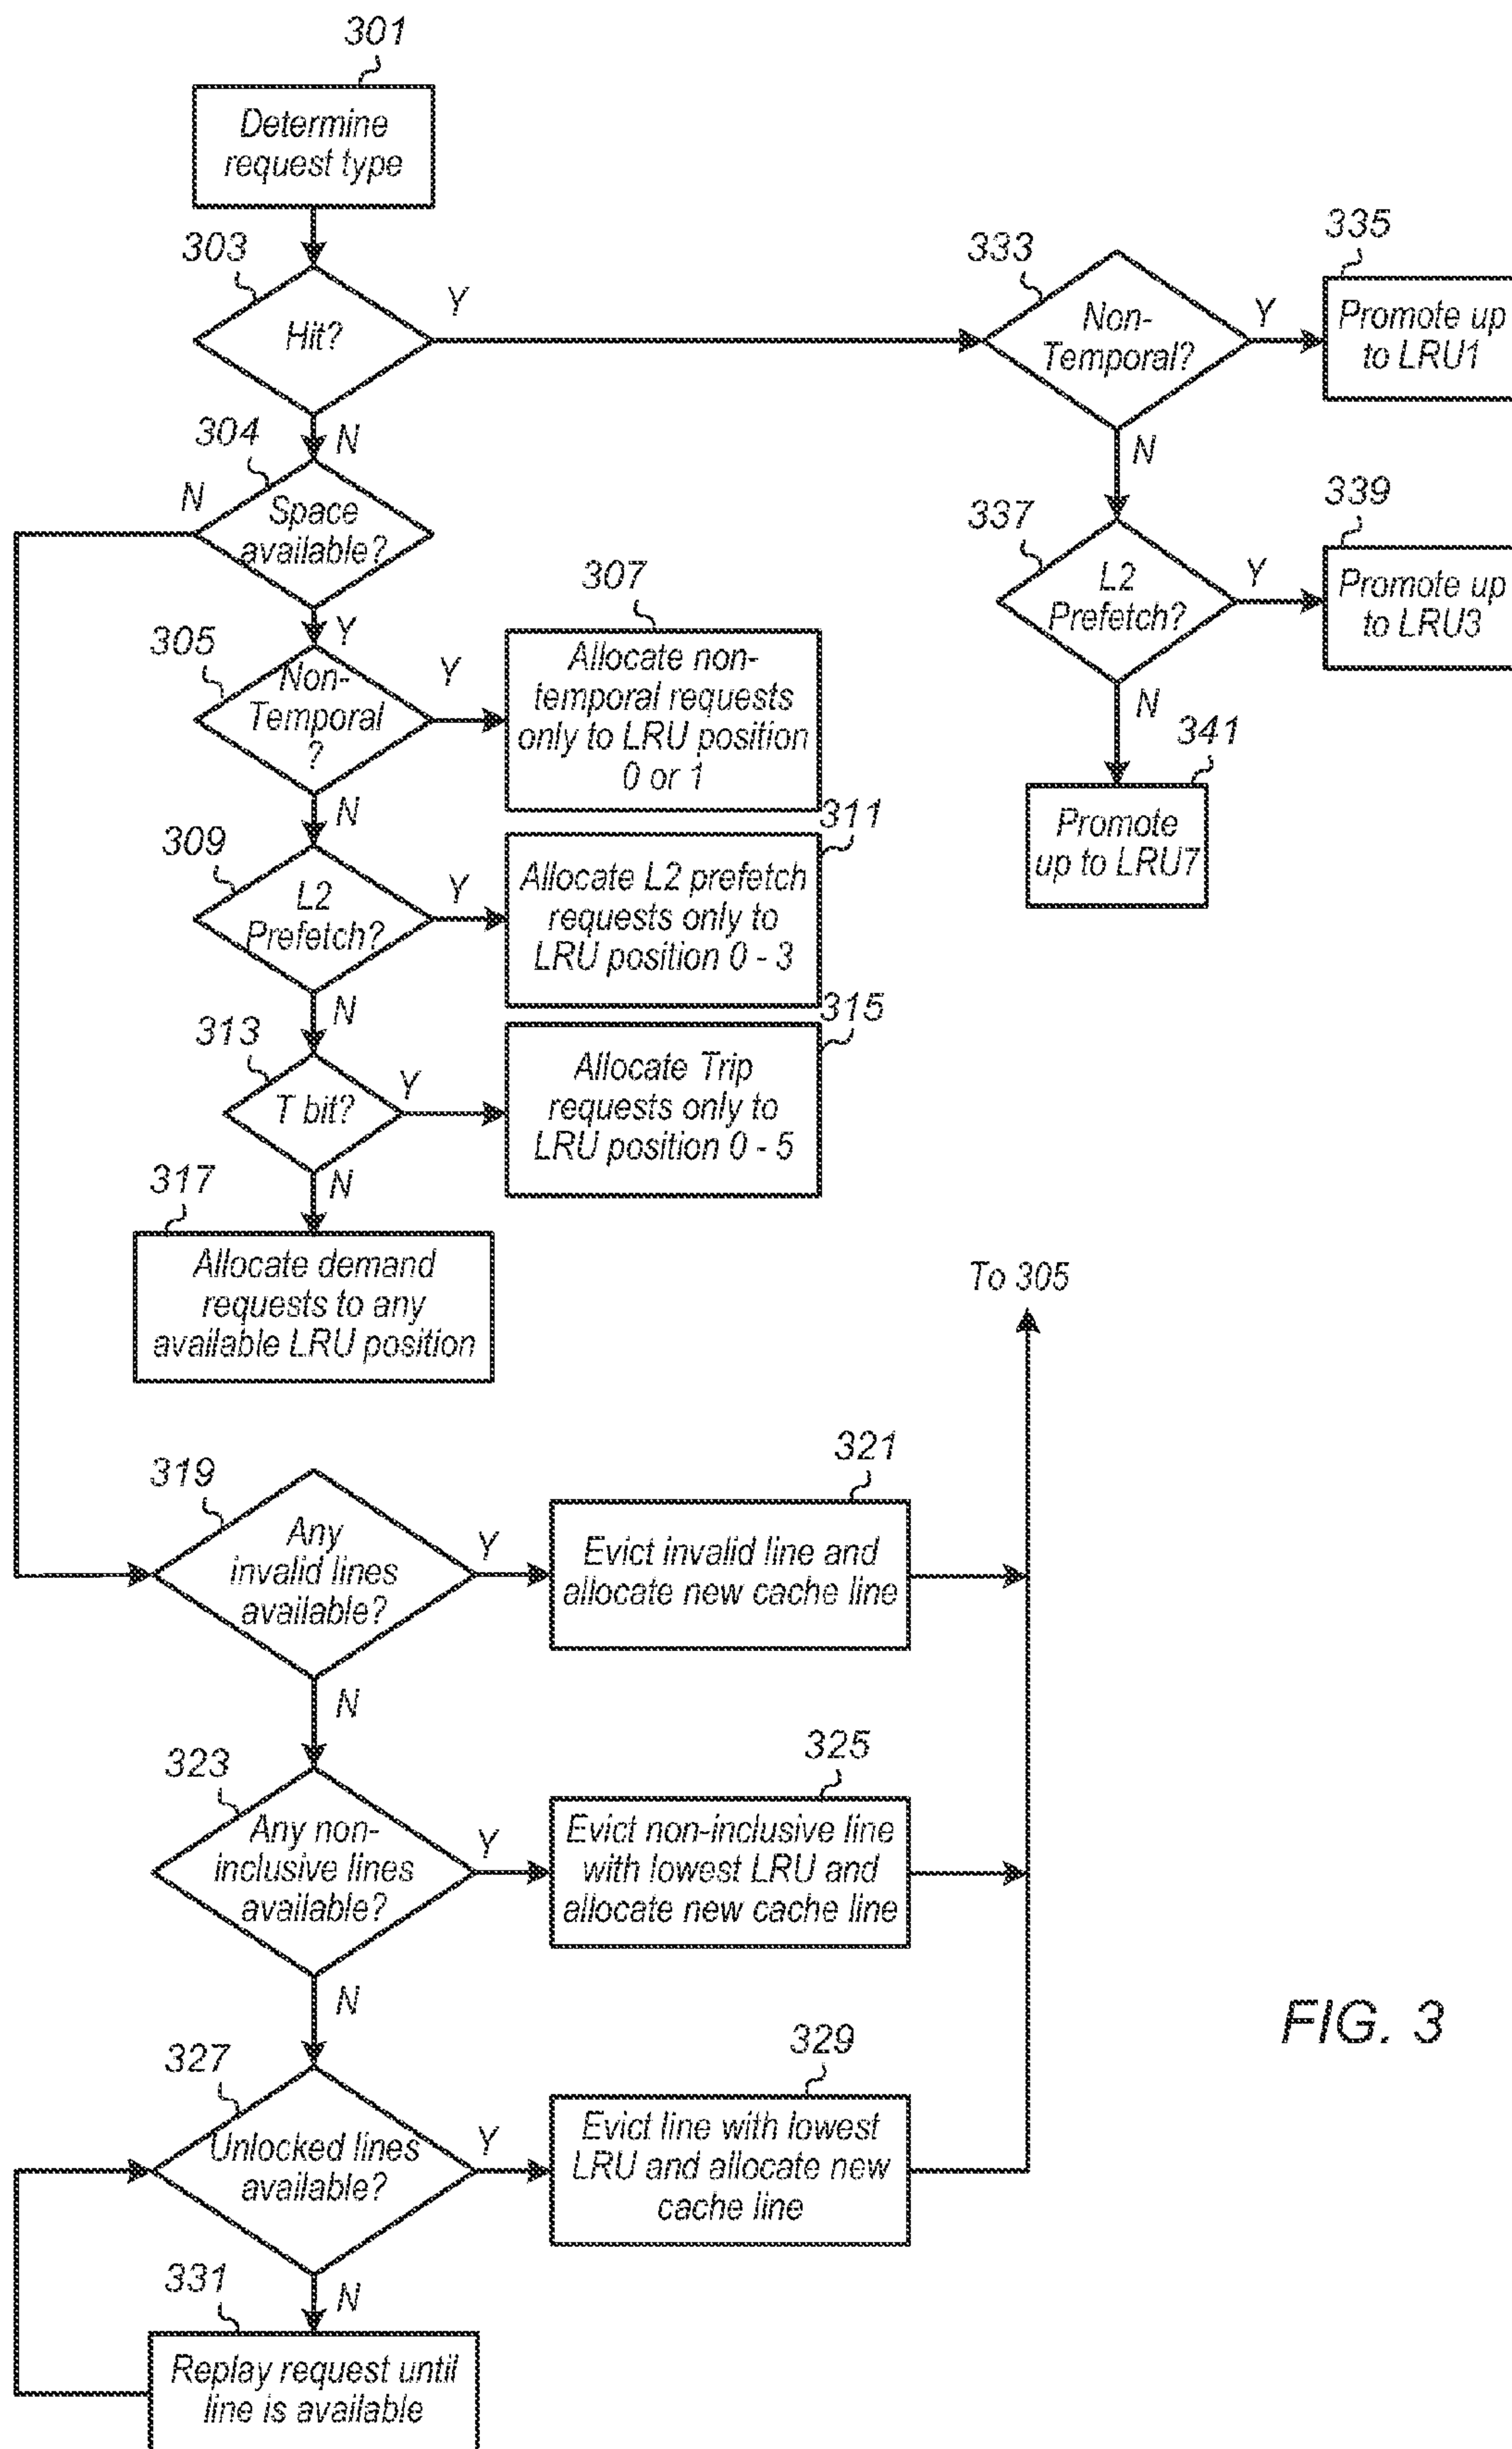 301
Determine
request type
303
Hit?
Y
N
333
Non-
Temporal?
Y
335
Promote up
to LRU1
N
304
Space
available?
N
Y
337
L2
Prefetch?
Y
339
Promote up
to LRU3
N
341
Promote
up to LRU7
305
Non-
Temporal
?
Y
307
Allocate non-
temporal requests
only to LRU position
0 or 1
N
309
L2
Prefetch?
Y
311
Allocate L2 prefetch
requests only to
LRU position 0 - 3
N
313
T bit?
Y
315
Allocate Trip
requests only to
LRU position 0 - 5
N
317
Allocate demand
requests to any
available LRU position
To 305
319
Any
invalid lines
available?
Y
321
Evict invalid line and
allocate new cache line
N
323
Any non-
inclusive lines
available?
Y
325
Evict non-inclusive line
with lowest LRU and
allocate new cache line
N
327
Unlocked lines
available?
Y
329
Evict line with lowest
LRU and allocate new
cache line
N
331
Replay request until
line is available
FIG. 3